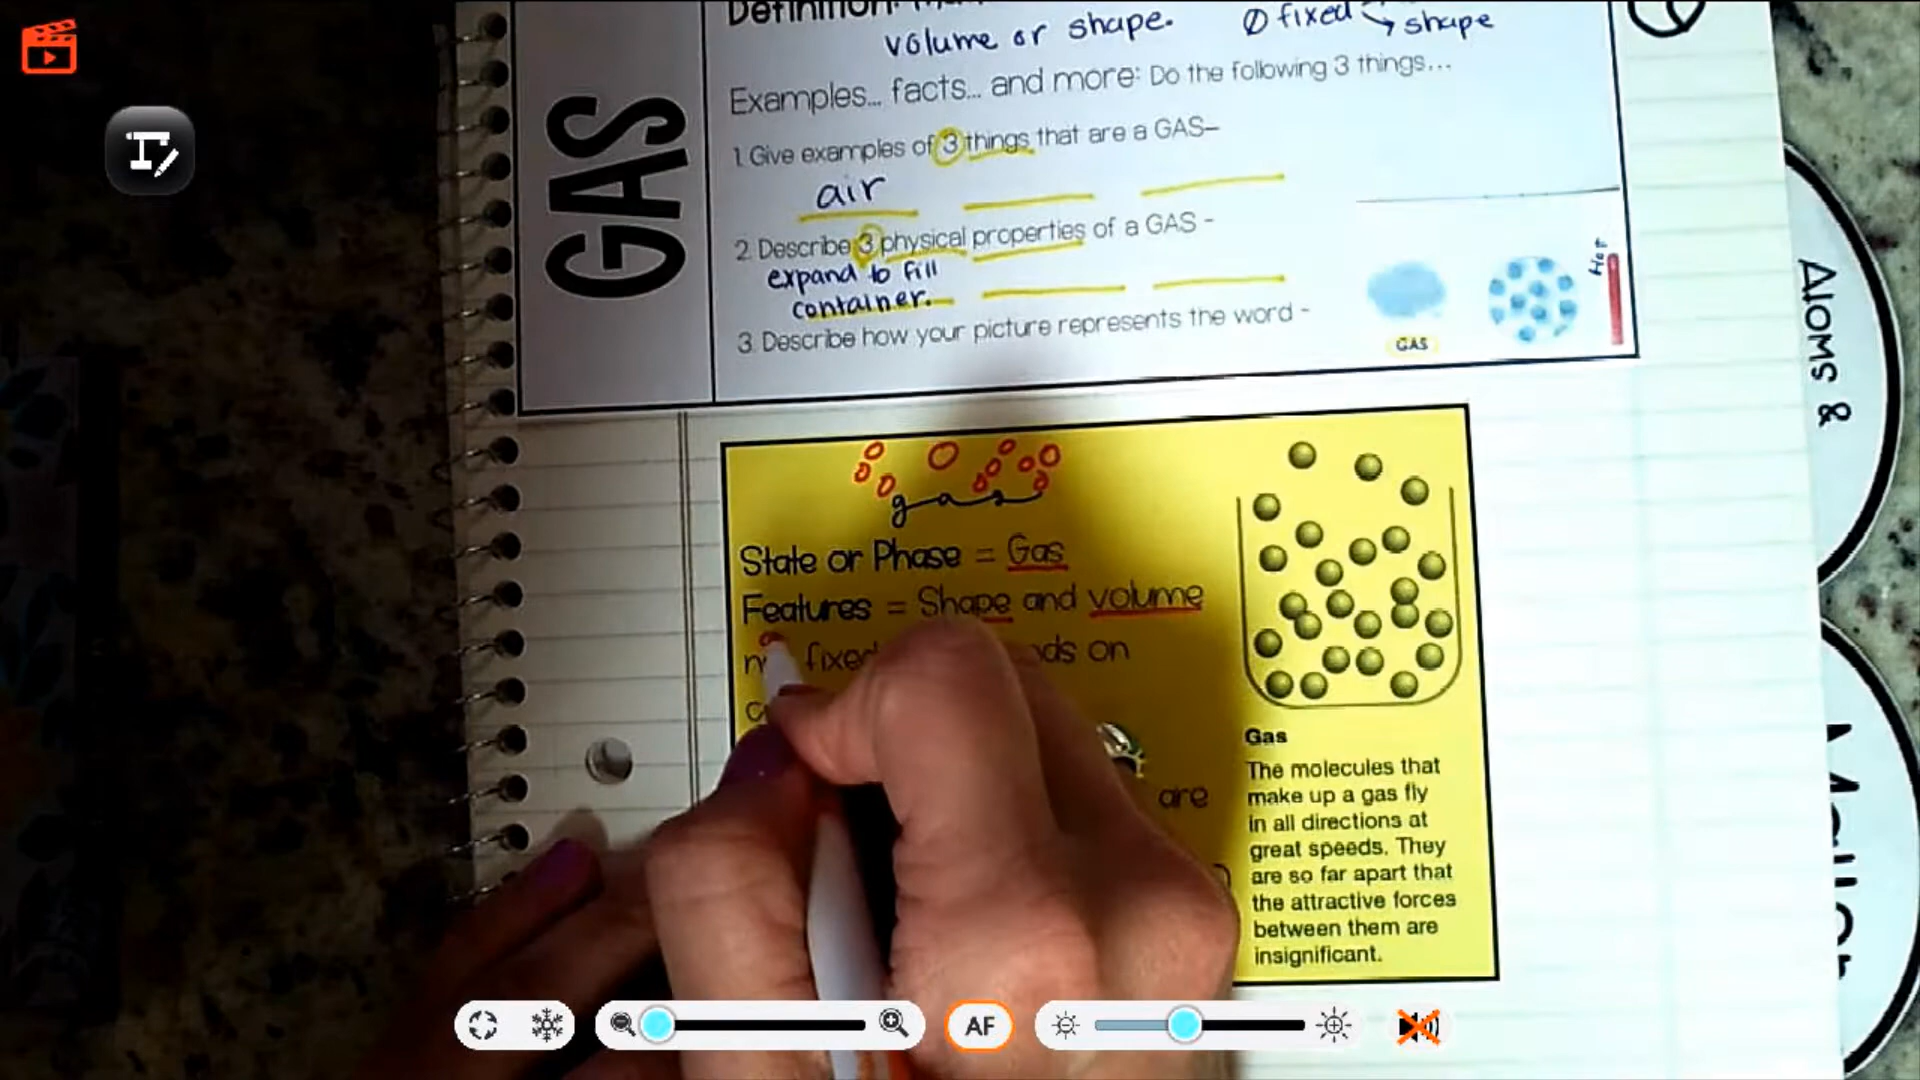 volume or shape. Ø fixed
shape
Examples... facts... and more: Do the following 3 things...
1. Give examples of 3 things that are a GAS–
air
2. Describe 3 physical properties of a GAS -
expand to fill
container.
3. Describe how your picture represents the word -
GAS
Hot
GAS
gas
State or Phase = Gas
Features = Shape and volume
fixed
on
are
Gas
The molecules that
make up a gas fly
in all directions at
great speeds. They
are so far apart that
the attractive forces
between them are
insignificant.
Atoms &
AF